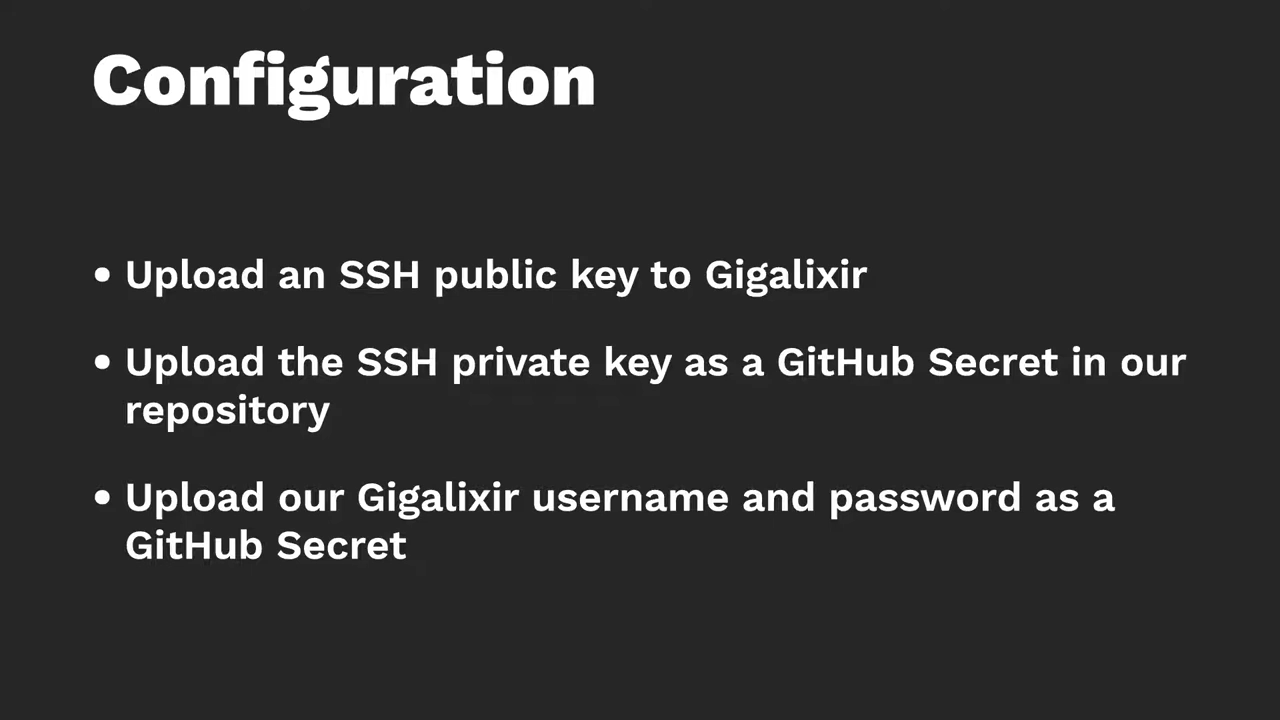 Configuration
• Upload an SSH public key to Gigalixir
• Upload the SSH private key as a GitHub Secret in our
repository
• Upload our Gigalixir username and password as a
GitHub Secret